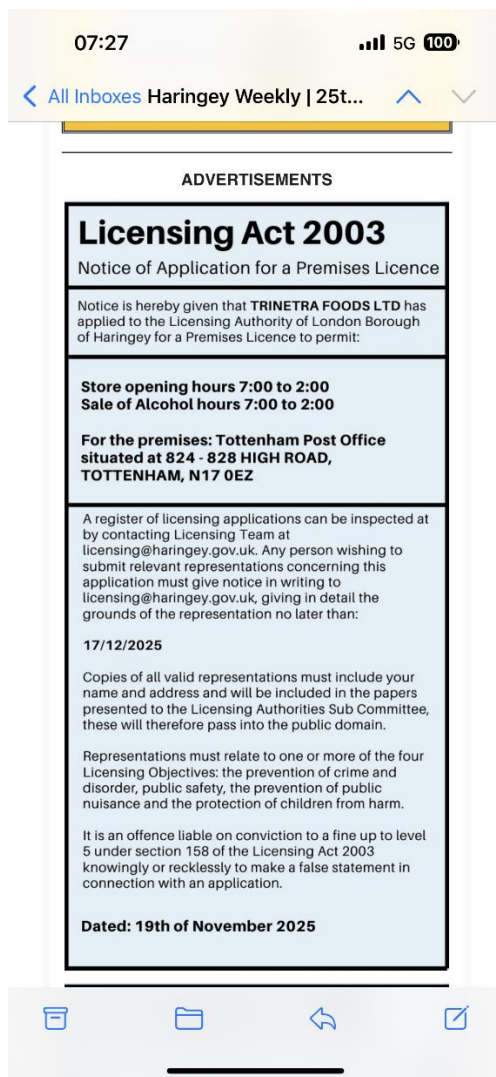 07:27
5G 100
All Inboxes Haringey Weekly | 25t...
ADVERTISEMENTS
Licensing Act 2003
Notice of Application for a Premises Licence
Notice is hereby given that TRINETRA FOODS LTD has
applied to the Licensing Authority of London Borough
of Haringey for a Premises Licence to permit:
Store opening hours 7:00 to 2:00
Sale of Alcohol hours 7:00 to 2:00
For the premises: Tottenham Post Office
situated at 824 - 828 HIGH ROAD,
TOTTENHAM, N17 0EZ
A register of licensing applications can be inspected at
by contacting Licensing Team at
licensing@haringey.gov.uk. Any person wishing to
submit relevant representations concerning this
application must give notice in writing to
licensing@haringey.gov.uk, giving in detail the
grounds of the representation no later than:
17/12/2025
Copies of all valid representations must include your
name and address and will be included in the papers
presented to the Licensing Authorities Sub Committee,
these will therefore pass into the public domain.
Representations must relate to one or more of the four
Licensing Objectives: the prevention of crime and
disorder, public safety, the prevention of public
nuisance and the protection of children from harm.
It is an offence liable on conviction to a fine up to level
5 under section 158 of the Licensing Act 2003
knowingly or recklessly to make a false statement in
connection with an application.
Dated: 19th of November 2025